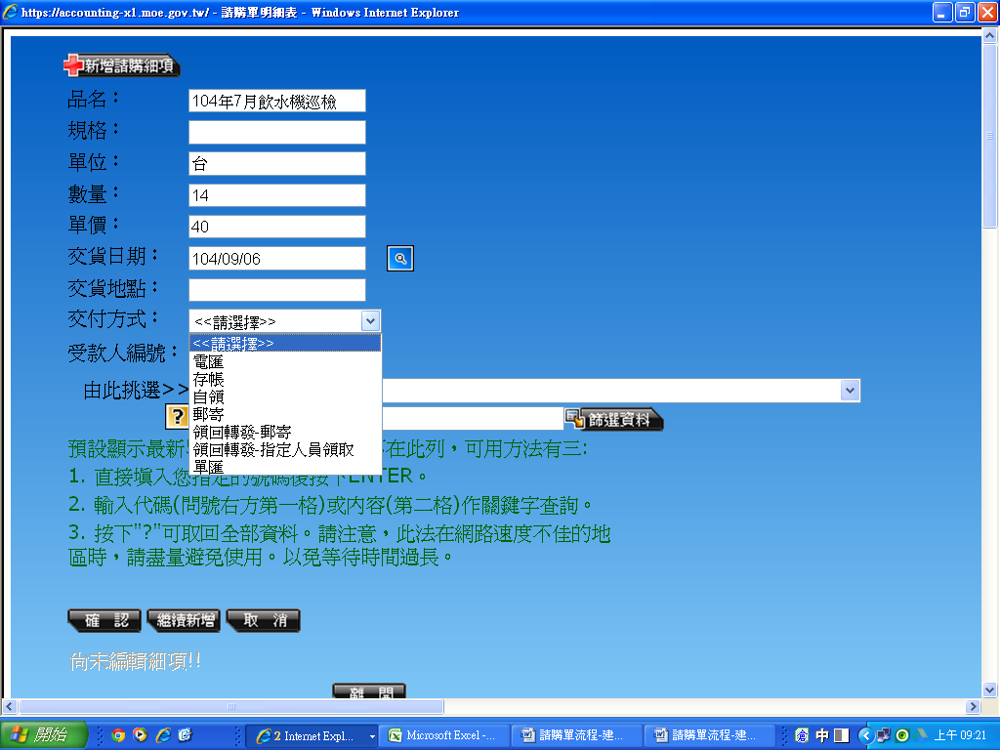 https://accounting-x1.moe.gov.tw/ - 請購單明細表 - Windows Internet Explorer
新增請購細項
品名： 104年7月飲水機巡檢
規格：
單位： 台
數量： 14
單價： 40
交貨日期： 104/09/06
交貨地點：
交付方式： <<請選擇>>
<<請選擇>>
電匯
存帳
自領
郵寄
領回轉發-郵寄
領回轉發-指定人員領取
單匯
受款人編號：
由此挑選>>
? 篩選資料
預設顯示最新 在此列，可用方法有三:
1. 直接填入您指定的號碼後按下ENTER。
2. 輸入代碼(問號右方第一格)或內容(第二格)作關鍵字查詢。
3. 按下"?"可取回全部資料。請注意，此法在網路速度不佳的地
區時，請盡量避免使用。以免等待時間過長。
確 認 繼續新增 取 消
尚未編輯細項!!
離 開
開始 2 Internet Expl... Microsoft Excel -... 請購單流程-建... 請購單流程-建... 中 上午 09:21